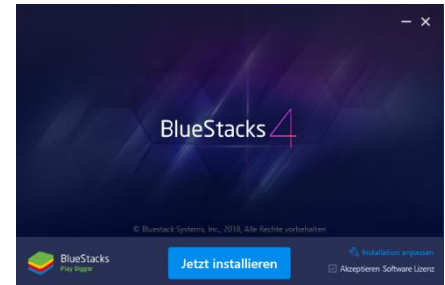 BlueStacks 4
© Bluestack Systems, Inc., 2018, Alle Rechte vorbehalten
BlueStacks
Play Bigger
Jetzt installieren
Installation anpassen
Akzeptieren Software Lizenz